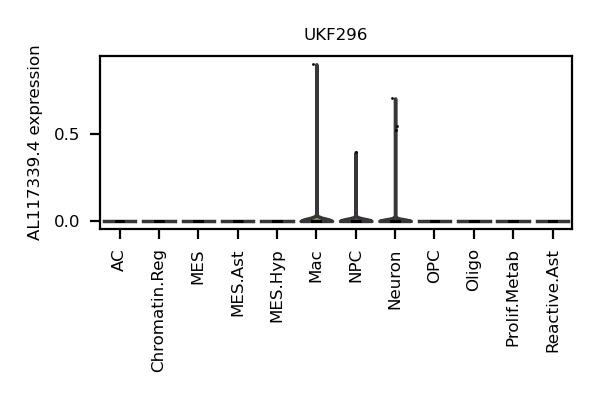 UKF296
AL117339.4 expression
0.5
0.0
AC
Chromatin.Reg
MES
MES.Ast
MES.Hyp
Mac
NPC
Neuron
OPC
Oligo
Prolif.Metab
Reactive.Ast